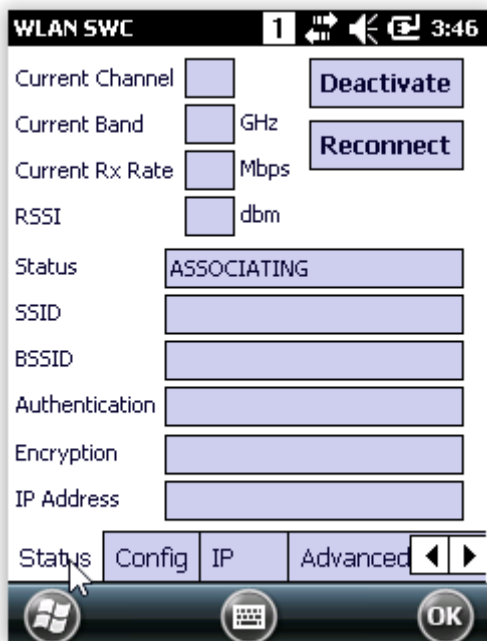 WLAN SWC 1 3:46
Current Channel
Deactivate
Current Band GHz
Reconnect
Current Rx Rate Mbps
RSSI dbm
Status ASSOCIATING
SSID
BSSID
Authentication
Encryption
IP Address
Status Config IP Advanced
OK